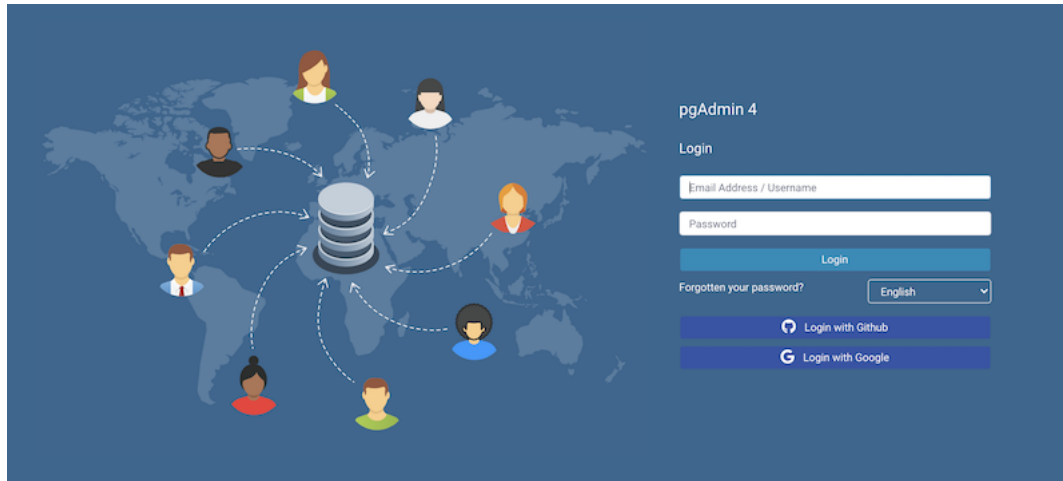 pgAdmin 4
Login
Email Address / Username
Password
Login
Forgotten your password?
English
Login with Github
G Login with Google